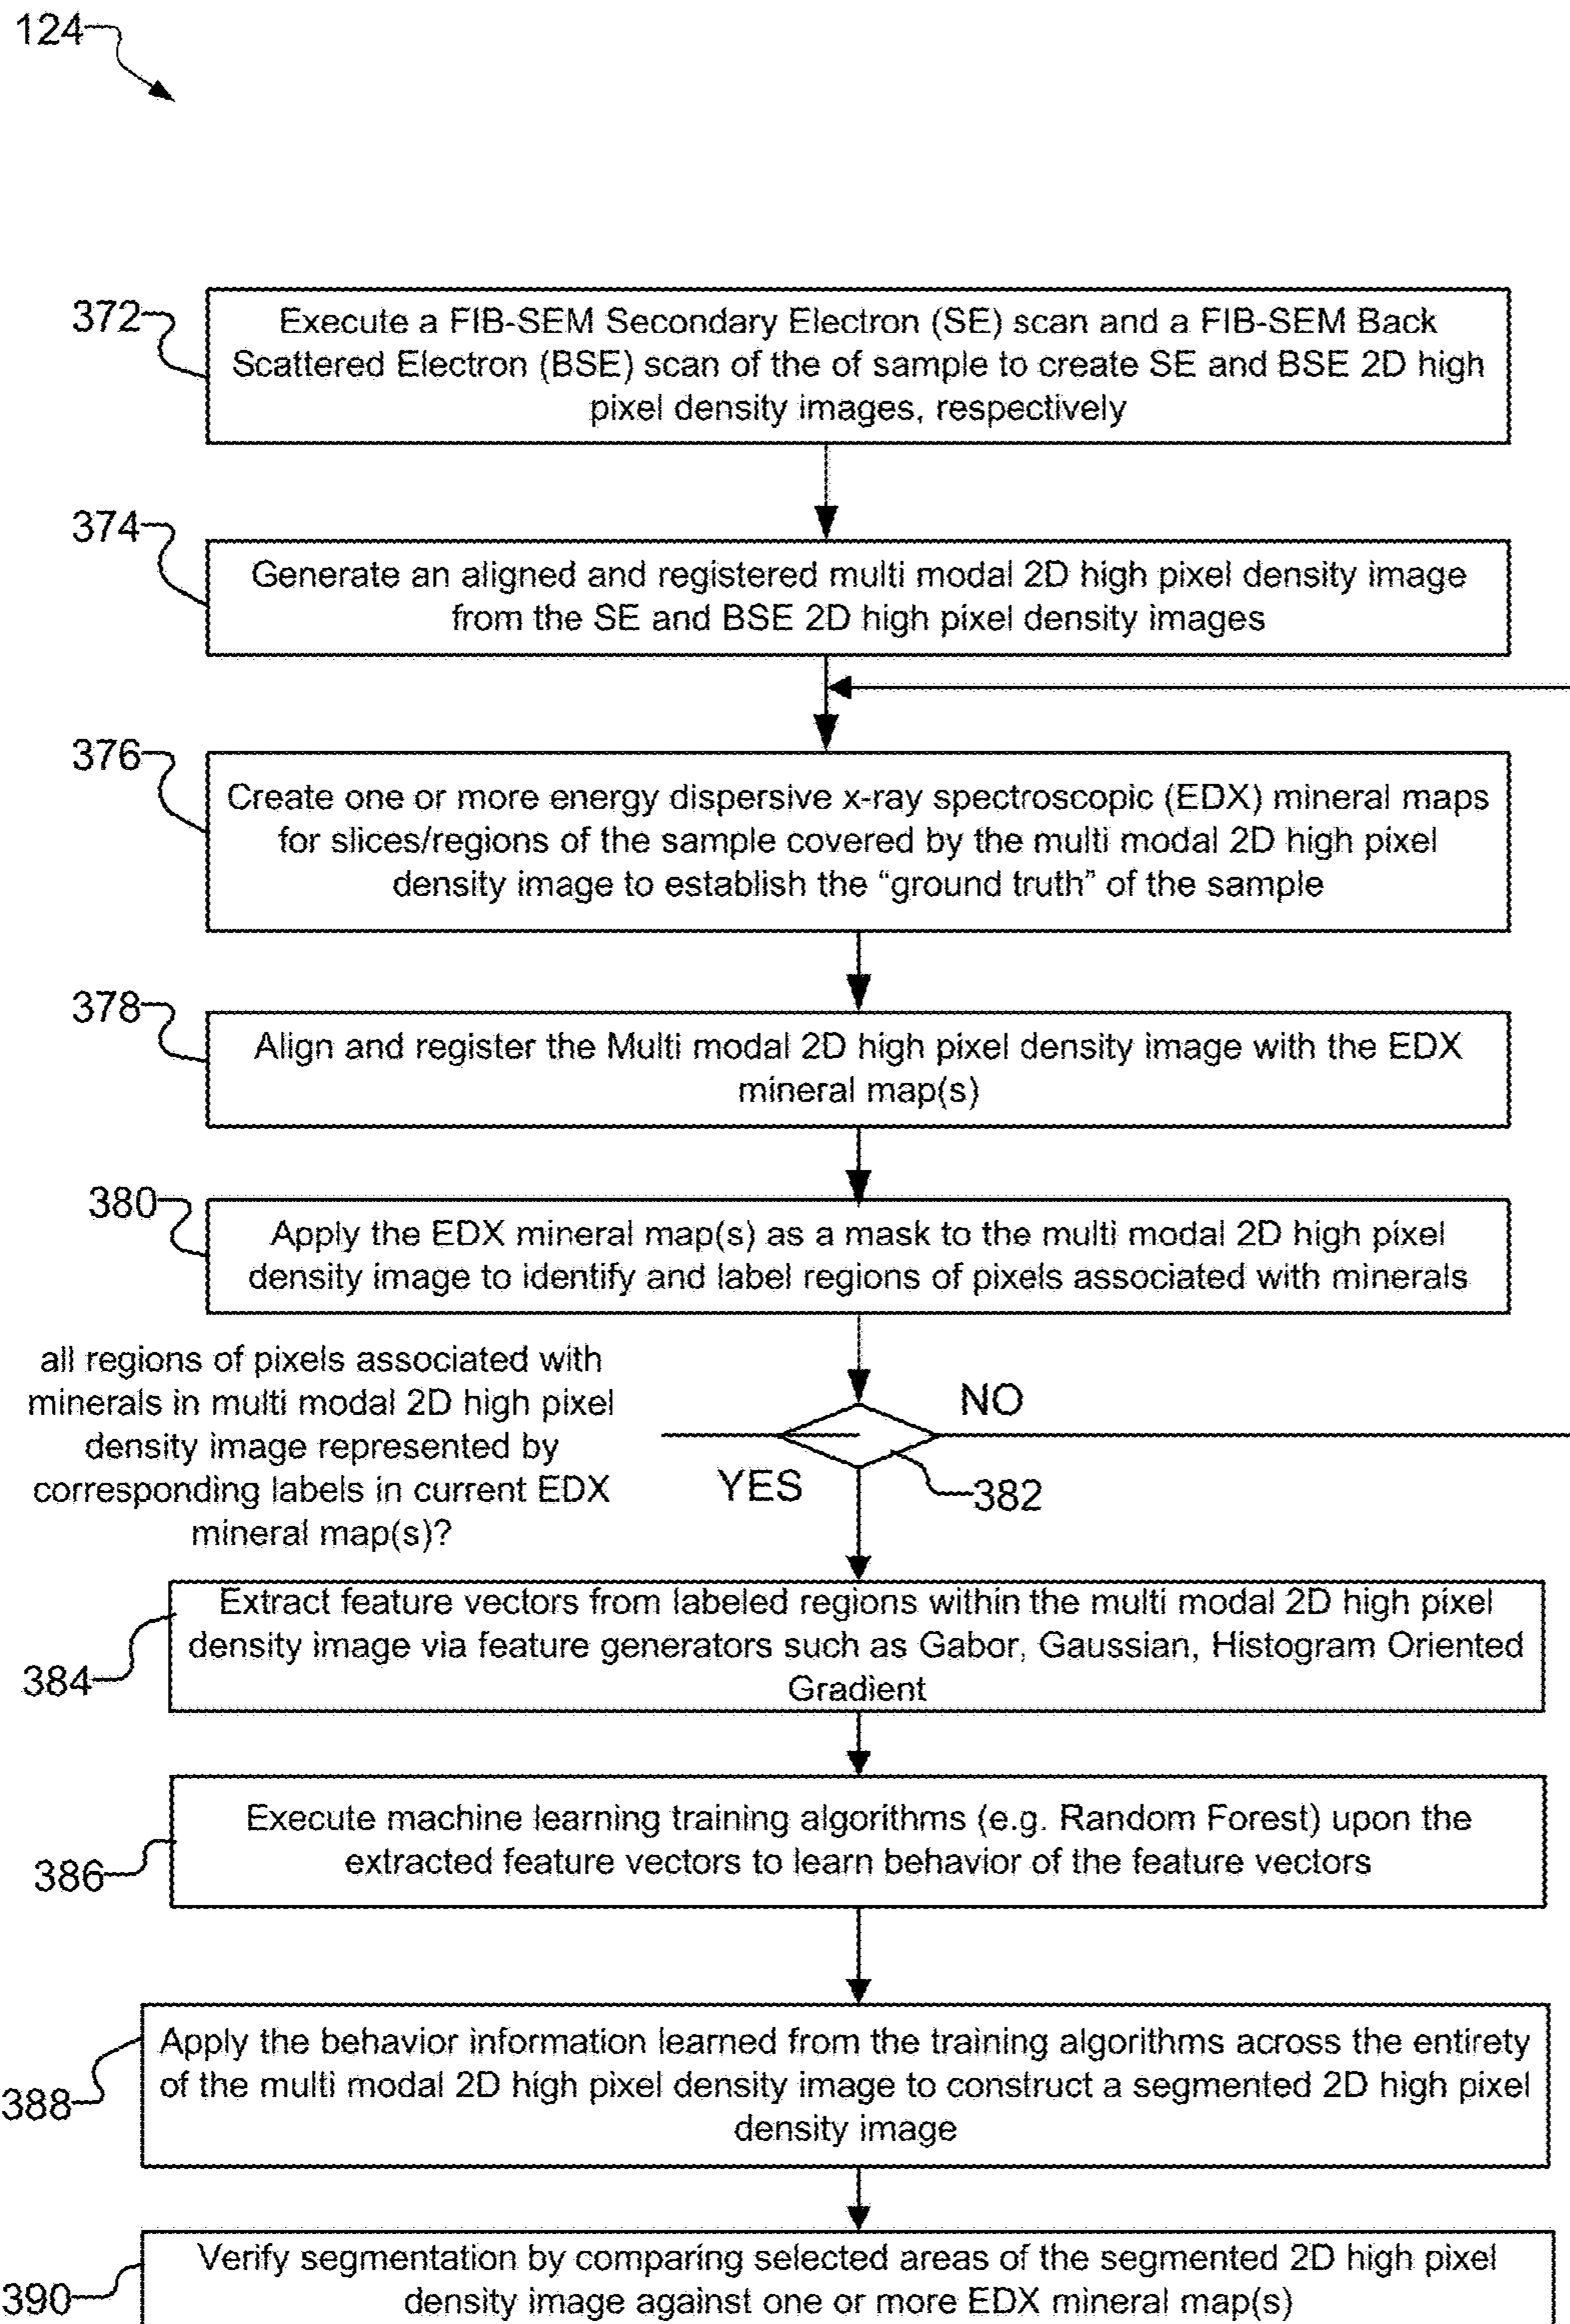 124
372
Execute a FIB-SEM Secondary Electron (SE) scan and a FIB-SEM Back
Scattered Electron (BSE) scan of the of sample to create SE and BSE 2D high
pixel density images, respectively
374
Generate an aligned and registered multi modal 2D high pixel density image
from the SE and BSE 2D high pixel density images
376
Create one or more energy dispersive x-ray spectroscopic (EDX) mineral maps
for slices/regions of the sample covered by the multi modal 2D high pixel
density image to establish the “ground truth” of the sample
378
Align and register the Multi modal 2D high pixel density image with the EDX
mineral map(s)
380
Apply the EDX mineral map(s) as a mask to the multi modal 2D high pixel
density image to identify and label regions of pixels associated with minerals
all regions of pixels associated with
minerals in multi modal 2D high pixel
density image represented by
corresponding labels in current EDX
mineral map(s)?
NO
YES
382
384
Extract feature vectors from labeled regions within the multi modal 2D high pixel
density image via feature generators such as Gabor, Gaussian, Histogram Oriented
Gradient
386
Execute machine learning training algorithms (e.g. Random Forest) upon the
extracted feature vectors to learn behavior of the feature vectors
388
Apply the behavior information learned from the training algorithms across the entirety
of the multi modal 2D high pixel density image to construct a segmented 2D high pixel
density image
390
Verify segmentation by comparing selected areas of the segmented 2D high pixel
density image against one or more EDX mineral map(s)